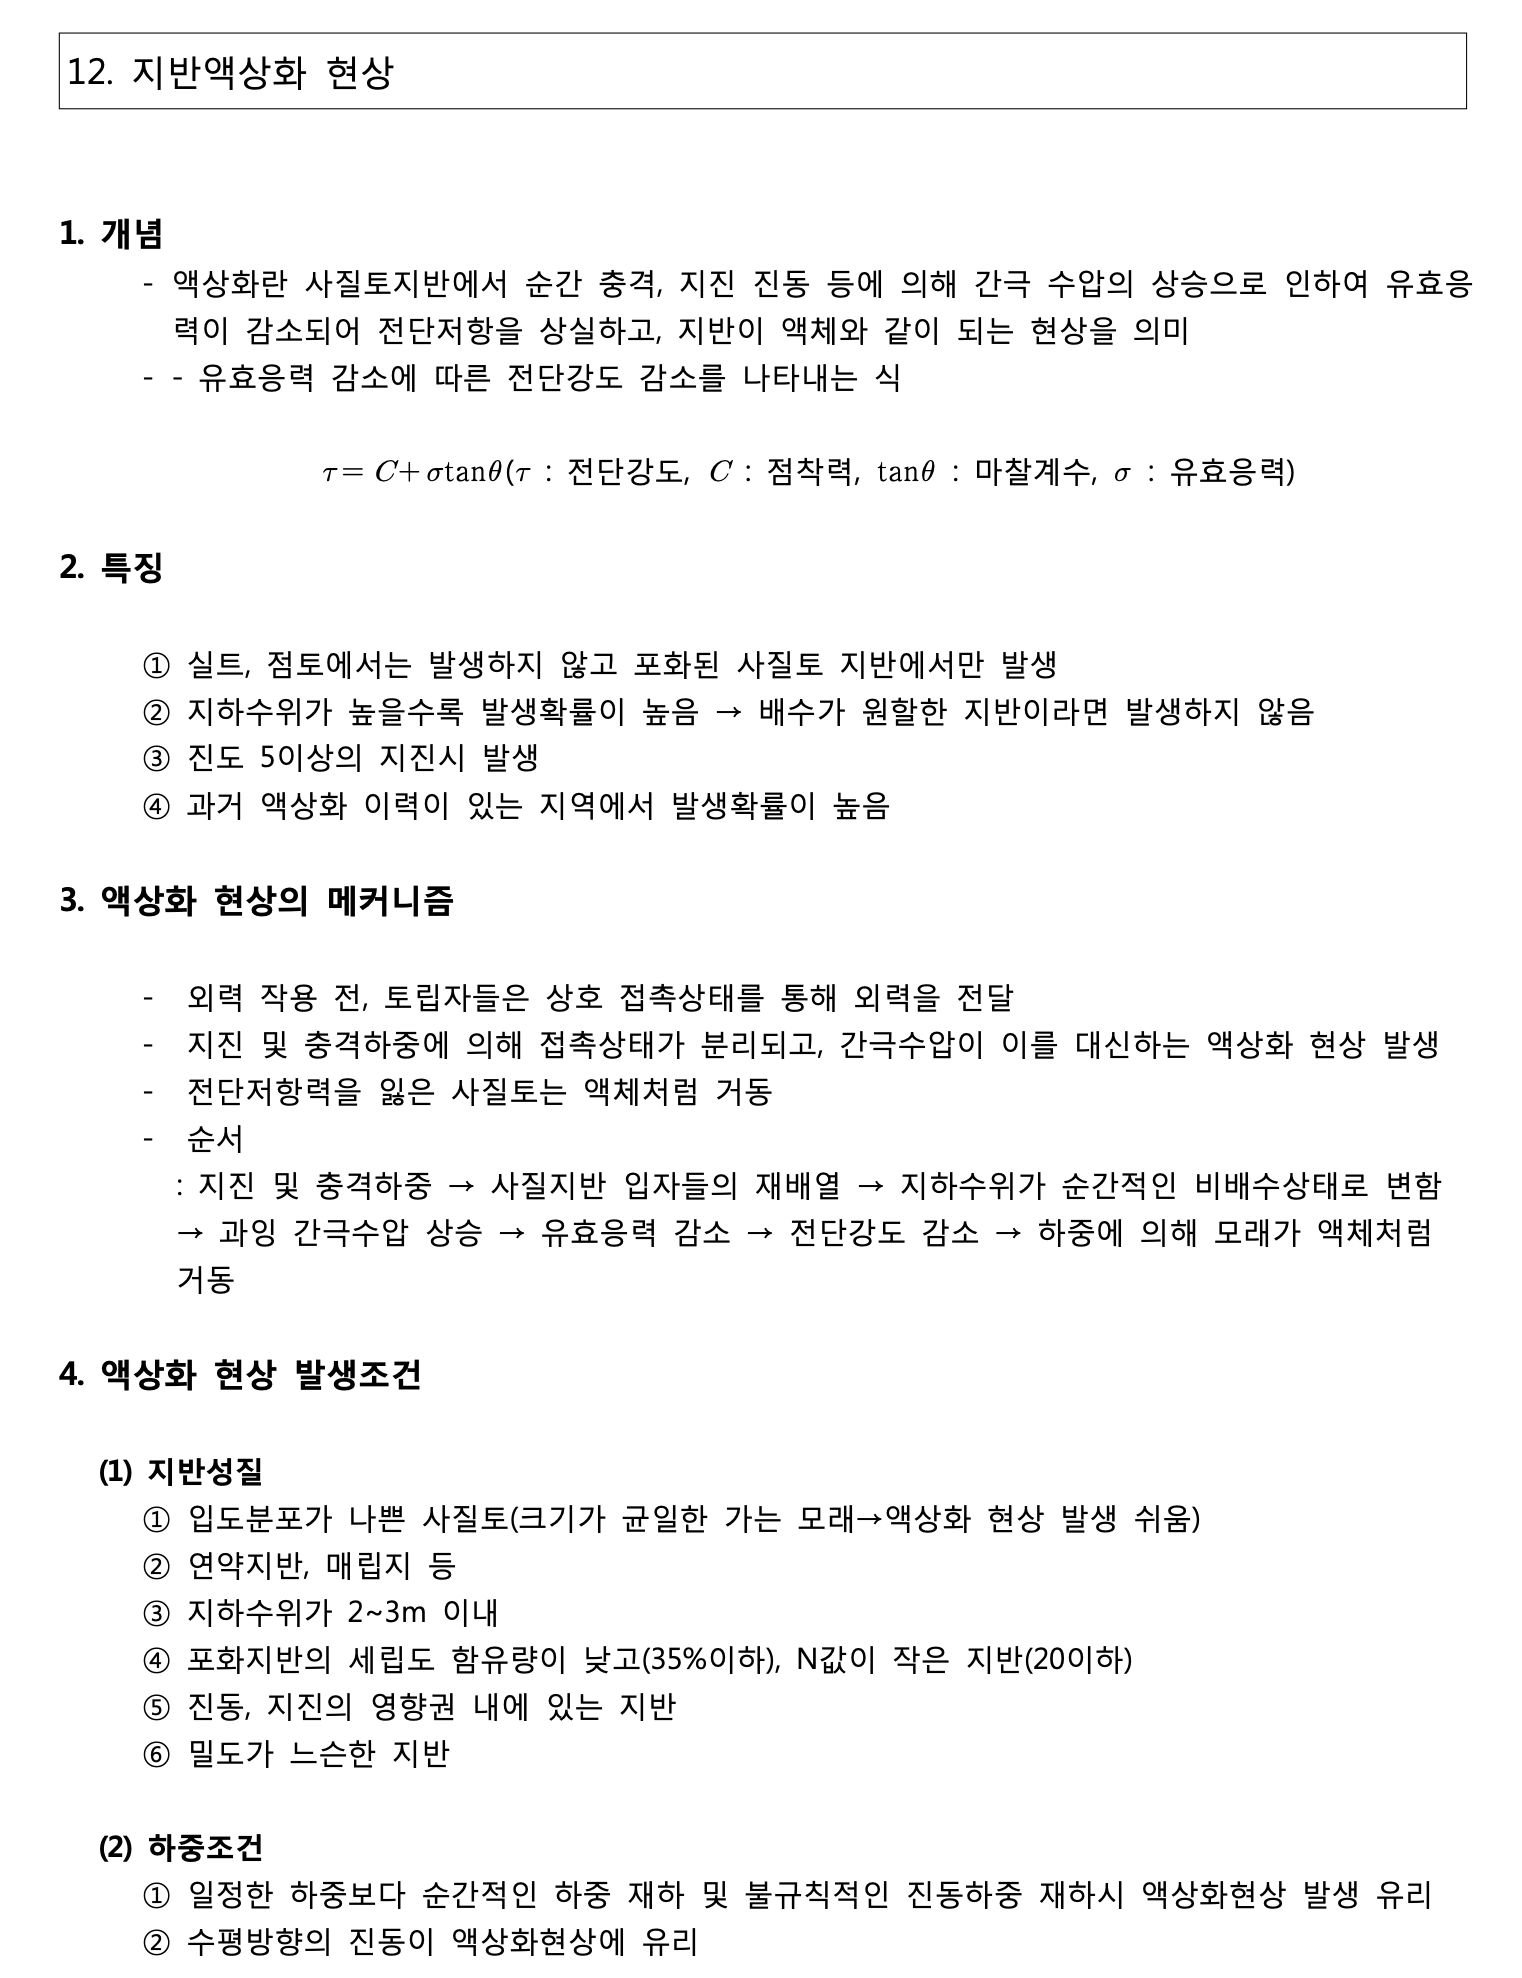 12. 지반액상화 현상
1. 개념
- 액상화란 사질토지반에서 순간 충격, 지진 진동 등에 의해 간극 수압의 상승으로 인하여 유효응
력이 감소되어 전단저항을 상실하고, 지반이 액체와 같이 되는 현상을 의미
- - 유효응력 감소에 따른 전단강도 감소를 나타내는 식
τ = C + σtanθ(τ : 전단강도, C : 점착력, tanθ : 마찰계수, σ : 유효응력)
2. 특징
① 실트, 점토에서는 발생하지 않고 포화된 사질토 지반에서만 발생
② 지하수위가 높을수록 발생확률이 높음 → 배수가 원할한 지반이라면 발생하지 않음
③ 진도 5이상의 지진시 발생
④ 과거 액상화 이력이 있는 지역에서 발생확률이 높음
3. 액상화 현상의 메커니즘
- 외력 작용 전, 토립자들은 상호 접촉상태를 통해 외력을 전달
- 지진 및 충격하중에 의해 접촉상태가 분리되고, 간극수압이 이를 대신하는 액상화 현상 발생
- 전단저항력을 잃은 사질토는 액체처럼 거동
- 순서
: 지진 및 충격하중 → 사질지반 입자들의 재배열 → 지하수위가 순간적인 비배수상태로 변함
→ 과잉 간극수압 상승 → 유효응력 감소 → 전단강도 감소 → 하중에 의해 모래가 액체처럼
거동
4. 액상화 현상 발생조건
(1) 지반성질
① 입도분포가 나쁜 사질토(크기가 균일한 가는 모래→액상화 현상 발생 쉬움)
② 연약지반, 매립지 등
③ 지하수위가 2~3m 이내
④ 포화지반의 세립도 함유량이 낮고(35%이하), N값이 작은 지반(20이하)
⑤ 진동, 지진의 영향권 내에 있는 지반
⑥ 밀도가 느슨한 지반
(2) 하중조건
① 일정한 하중보다 순간적인 하중 재하 및 불규칙적인 진동하중 재하시 액상화현상 발생 유리
② 수평방향의 진동이 액상화현상에 유리